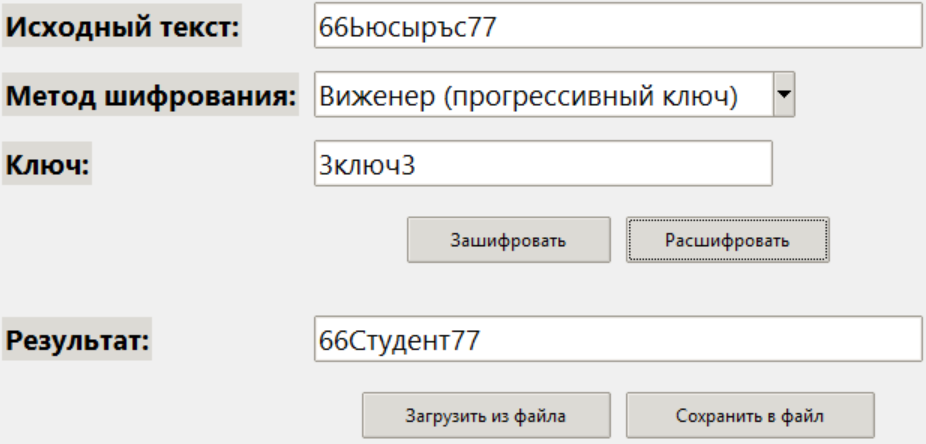 Исходный текст: 66Ьюсыръс77
Метод шифрования: Виженер (прогрессивный ключ)
Ключ: 3ключ3
Зашифровать Расшифровать
Результат: 66Студент77
Загрузить из файла Сохранить в файл